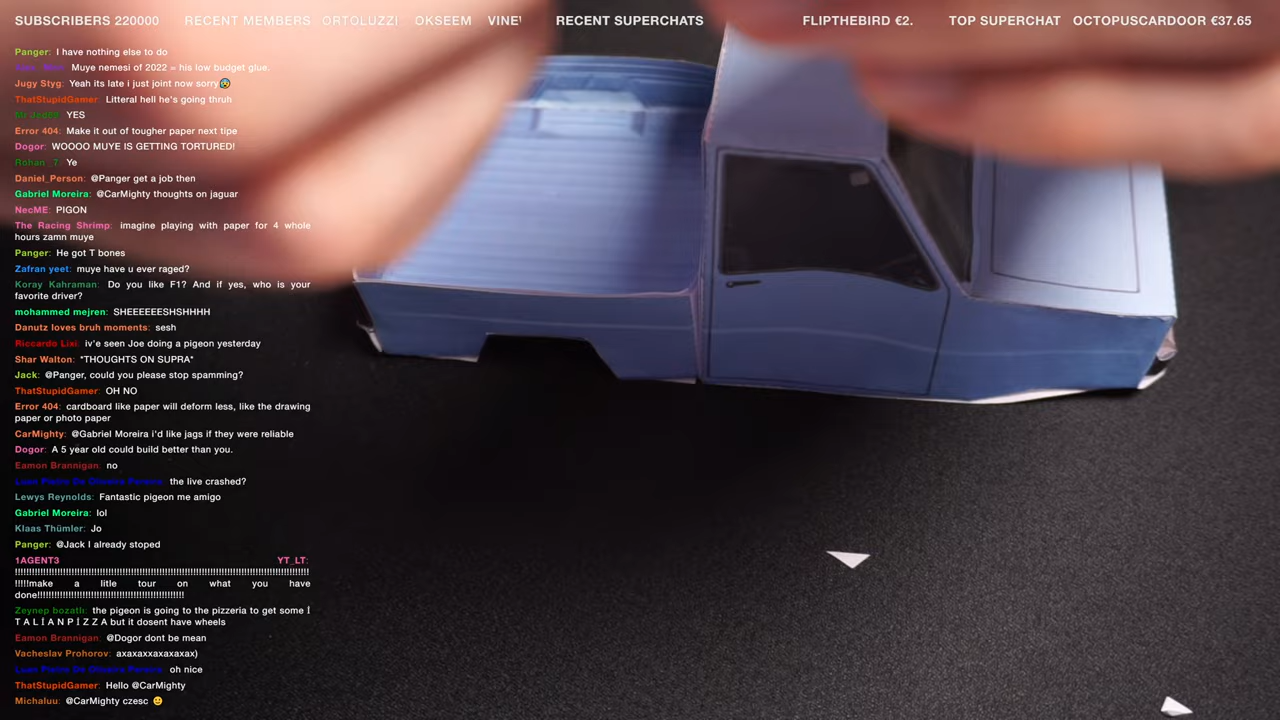 SUBSCRIBERS 220000 RECENT MEMBERS ORTOLUZZI OKSEEM RECENT SUPERCHATS FLIPTHEBIRD €2. TOP SUPERCHAT OCTOPUSCARDOOR €37.65
Panger: I have nothing else to do
Muye nemesi of 2022 = his low budget glue.
Jugy Styg: Yeah its late i just joint now sorry😰
ThatStupidGamer: Litteral hell he's going thruh
YES
Error 404: Make it out of tougher paper next tipe
Dogor: WOOOO MUYE IS GETTING TORTURED!
Rohan_7: Ye
Daniel_Person: @Panger get a job then
Gabriel Moreira: @CarMighty thoughts on jaguar
NecME: PIGON
The Racing Shrimp: imagine playing with paper for 4 whole
hours zamn muye
Panger: He got T bones
Zafran yeet: muye have u ever raged?
Koray Kahraman: Do you like F1? And if yes, who is your
favorite driver?
mohammed mejren: SHEEEEEESHSHHHH
Danutz loves bruh moments: sesh
Riccardo Lixi: iv'e seen Joe doing a pigeon yesterday
Shar Walton: *THOUGHTS ON SUPRA*
Jack: @Panger, could you please stop spamming?
ThatStupidGamer: OH NO
Error 404: cardboard like paper will deform less, like the drawing
paper or photo paper
CarMighty: @Gabriel Moreira i'd like jags if they were reliable
Dogor: A 5 year old could build better than you.
Eamon Brannigan: no
the live crashed?
Lewys Reynolds: Fantastic pigeon me amigo
Gabriel Moreira: lol
Klaas Thümler: Jo
Panger: @Jack I already stoped
1AGENT3 YT_LT:
!!!!!!!!!!!!!!!!!!!!!!!!!!!!!!!!!!!!!!!!!!!!!!!!!!!!!!!!!!!!!!!!!!!!!!!!!!!!!!!!!!!!!!!!!!!!!!!!!!!!!
!!!!!make a litle tour on what you have
done!!!!!!!!!!!!!!!!!!!!!!!!!!!!!!!!!!!!!!!!!!!!!!!!!!!!
Zeynep bozatlı: the pigeon is going to the pizzeria to get some İ
T A L İ A N P İ Z Z A but it dosent have wheels
Eamon Brannigan: @Dogor dont be mean
Vacheslav Prohorov: axaxaxxaxaxaxax)
oh nice
ThatStupidGamer: Hello @CarMighty
Michaluu: @CarMighty czesc 🙂